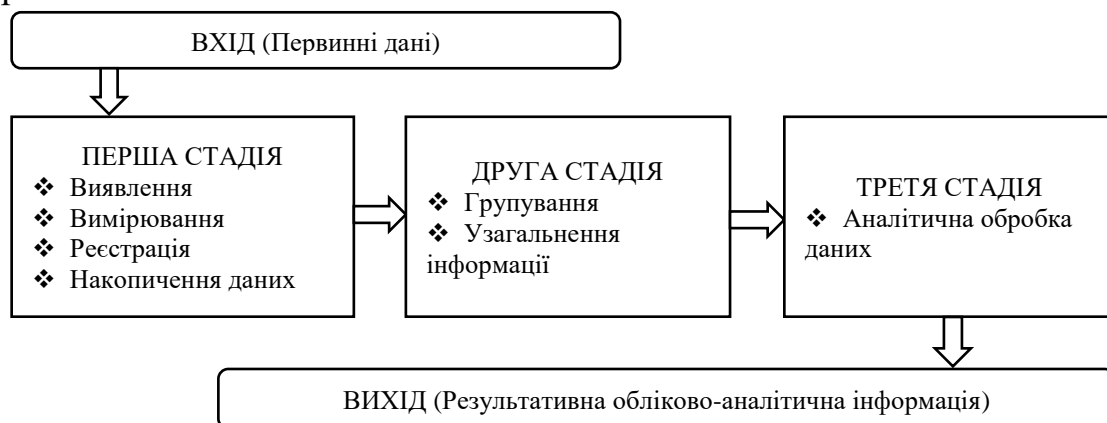 ВХІД (Первинні дані)
ПЕРША СТАДІЯ
❖ Виявлення
❖ Вимірювання
❖ Реєстрація
❖ Накопичення даних
ДРУГА СТАДІЯ
❖ Групування
❖ Узагальнення
інформації
ТРЕТЯ СТАДІЯ
❖ Аналітична обробка
даних
ВИХІД (Результативна обліково-аналітична інформація)